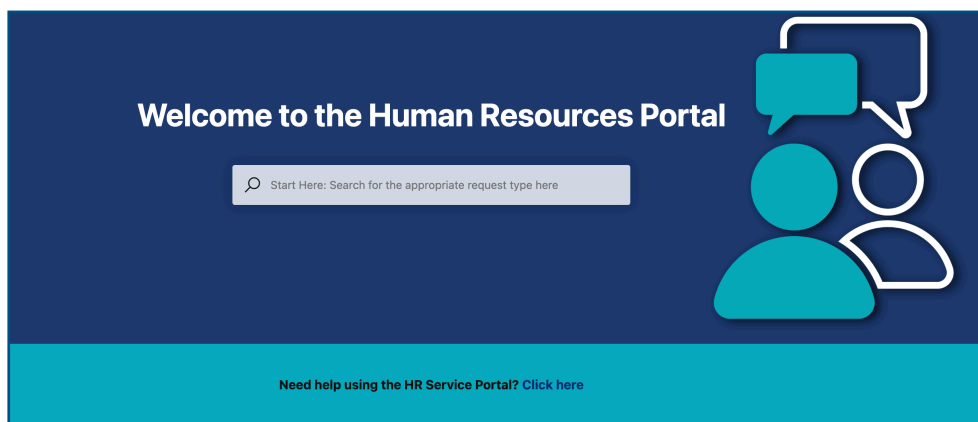 Welcome to the Human Resources Portal
Start Here: Search for the appropriate request type here
Need help using the HR Service Portal? Click here